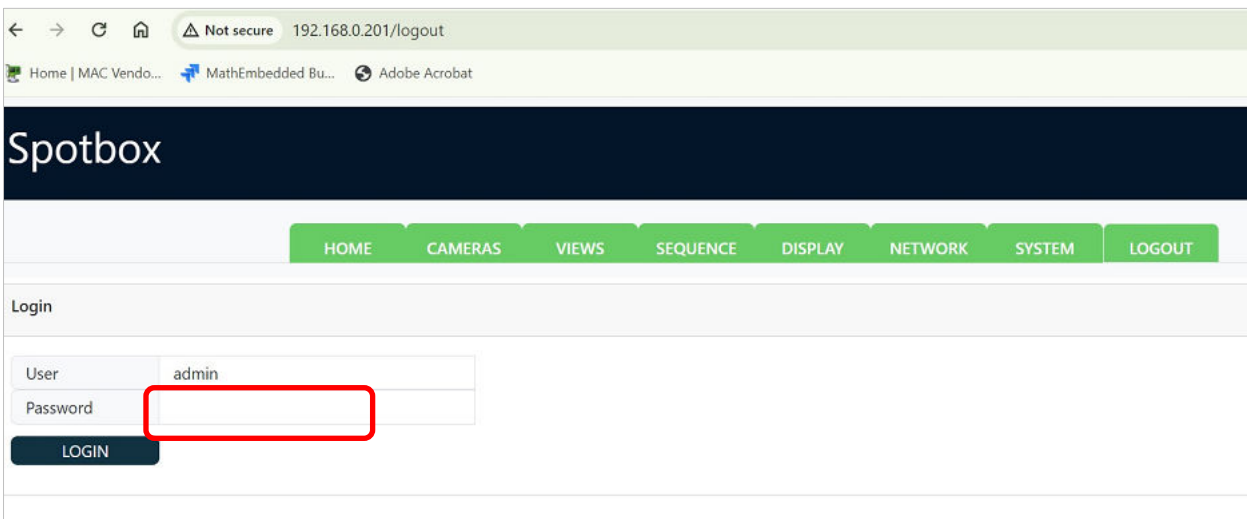 Not secure 192.168.0.201/logout
Home | MAC Vendo... MathEmbedded Bu... Adobe Acrobat
Spotbox
HOME CAMERAS VIEWS SEQUENCE DISPLAY NETWORK SYSTEM LOGOUT
Login
User admin
Password
LOGIN